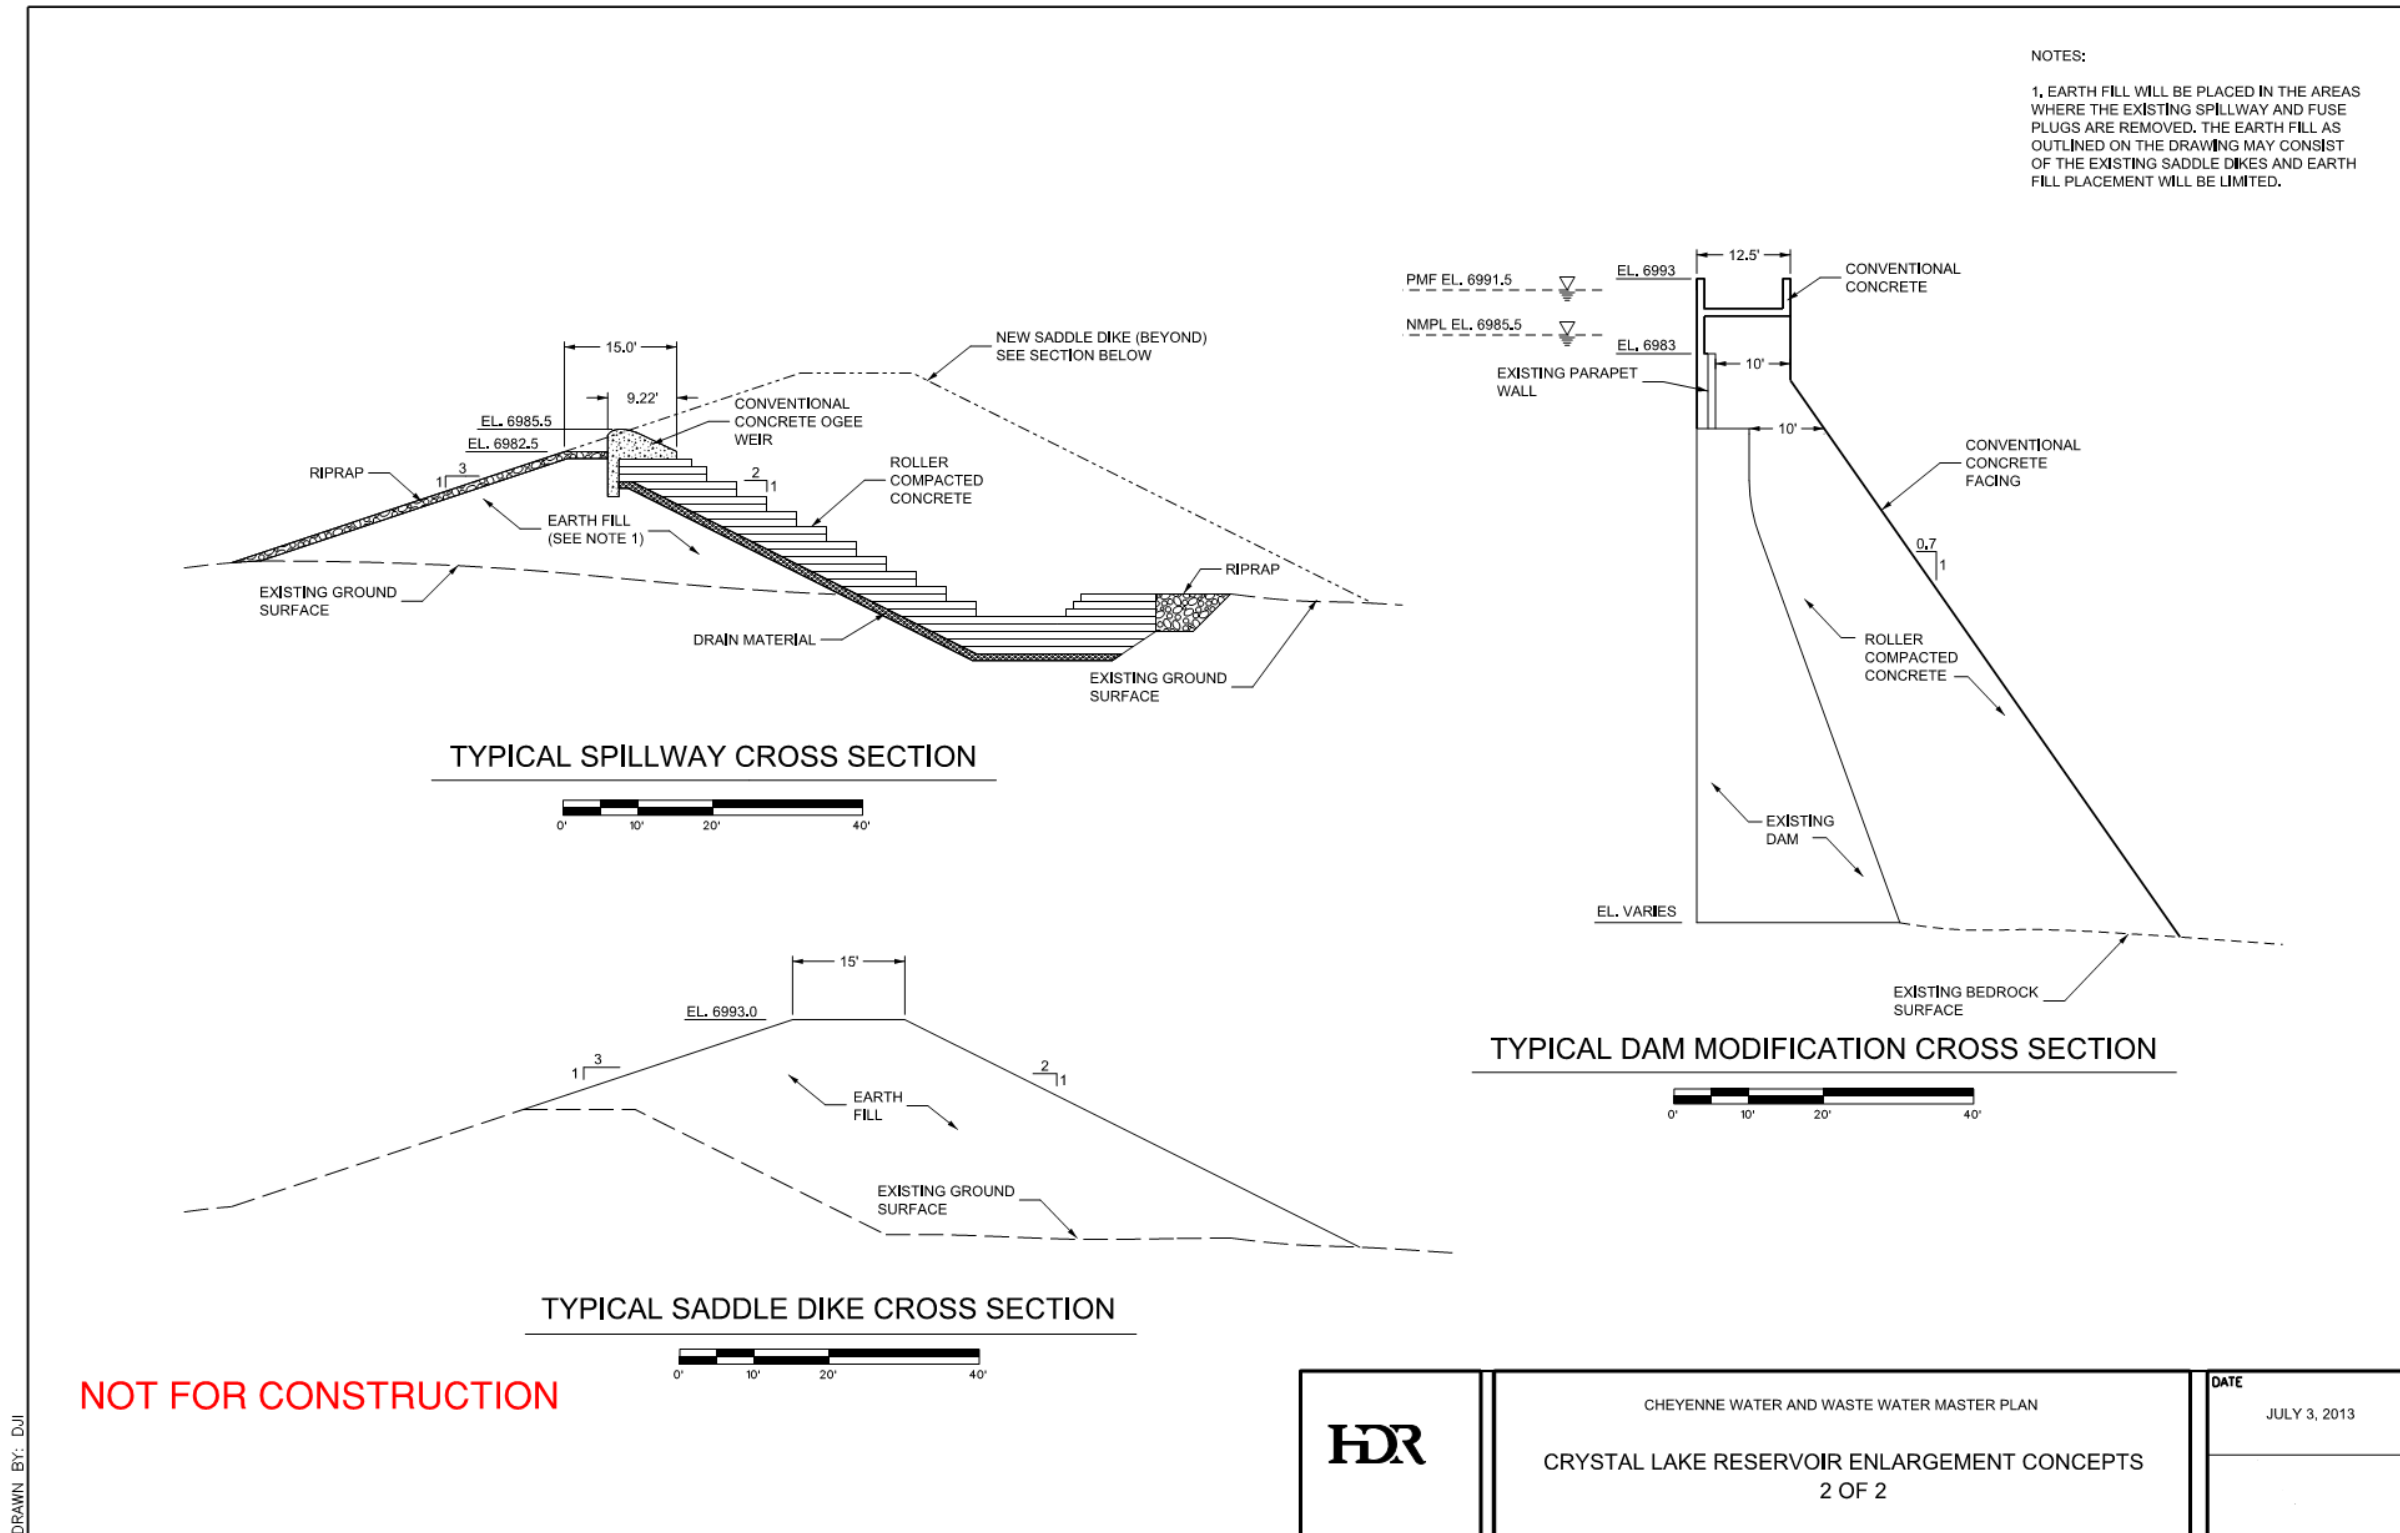 NOTES:
1. EARTH FILL WILL BE PLACED IN THE AREAS
WHERE THE EXISTING SPILLWAY AND FUSE
PLUGS ARE REMOVED. THE EARTH FILL AS
OUTLINED ON THE DRAWING MAY CONSIST
OF THE EXISTING SADDLE DIKES AND EARTH
FILL PLACEMENT WILL BE LIMITED.
15.0'
9.22'
NEW SADDLE DIKE (BEYOND)
SEE SECTION BELOW
CONVENTIONAL
CONCRETE OGEE
WEIR
EL. 6985.5
EL. 6982.5
RIPRAP
3
1
2
1
ROLLER
COMPACTED
CONCRETE
EARTH FILL
(SEE NOTE 1)
EXISTING GROUND
SURFACE
DRAIN MATERIAL
RIPRAP
EXISTING GROUND
SURFACE
TYPICAL SPILLWAY CROSS SECTION
0'
10'
20'
40'
12.5'
PMF EL. 6991.5
EL. 6993
CONVENTIONAL
CONCRETE
NMPL EL. 6985.5
EL. 6983
EXISTING PARAPET
WALL
10'
10'
CONVENTIONAL
CONCRETE
FACING
0.7
1
ROLLER
COMPACTED
CONCRETE
EXISTING
DAM
EL. VARIES
EXISTING BEDROCK
SURFACE
TYPICAL DAM MODIFICATION CROSS SECTION
0'
10'
20'
40'
15'
EL. 6993.0
3
1
2
1
EARTH
FILL
EXISTING GROUND
SURFACE
TYPICAL SADDLE DIKE CROSS SECTION
0'
10'
20'
40'
NOT FOR CONSTRUCTION
DRAWN BY: DJI
HDR
CHEYENNE WATER AND WASTE WATER MASTER PLAN
CRYSTAL LAKE RESERVOIR ENLARGEMENT CONCEPTS
2 OF 2
DATE
JULY 3, 2013